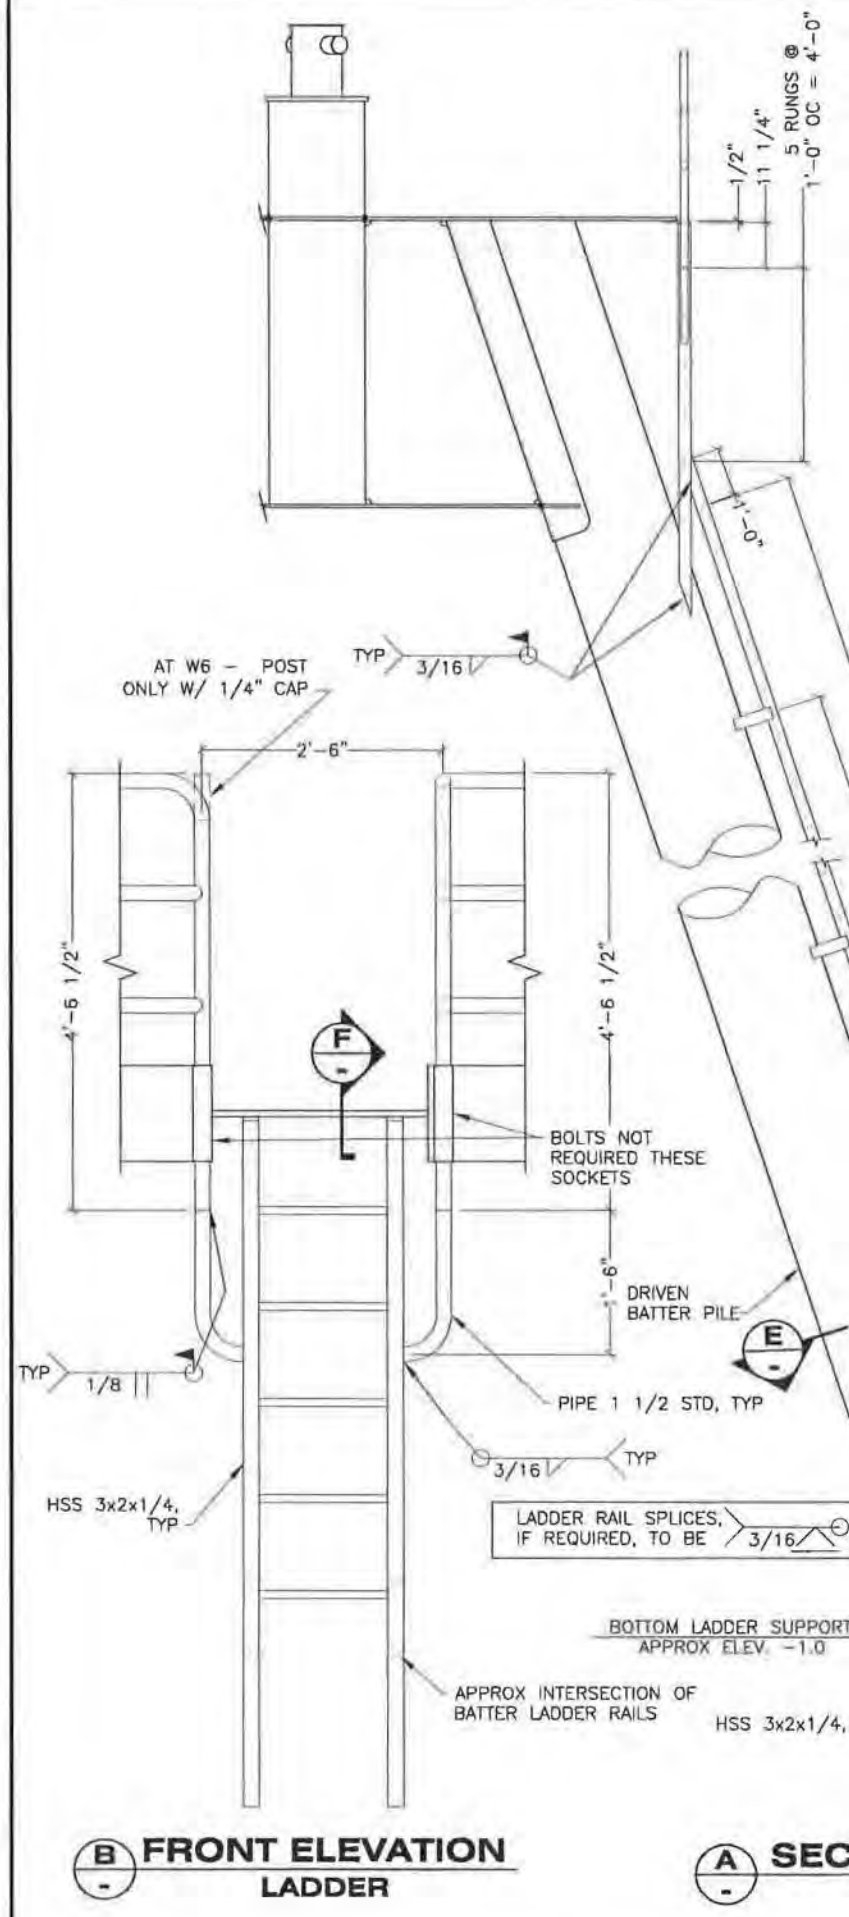 1/2"
11 1/4"
5 RUNGS @
1'-0" OC = 4'-0"
1'-0"
TYP
3/16
AT W6 - POST
ONLY W/ 1/4" CAP
2'-6"
4'-6 1/2"
4'-6 1/2"
F
-
BOLTS NOT
REQUIRED THESE
SOCKETS
-6"
DRIVEN
BATTER PILE
E
-
TYP
1/8
PIPE 1 1/2 STD, TYP
3/16
TYP
HSS 3x2x1/4,
TYP
LADDER RAIL SPLICES,
IF REQUIRED, TO BE
3/16
BOTTOM LADDER SUPPORT
APPROX ELEV. -1.0
APPROX INTERSECTION OF
BATTER LADDER RAILS
HSS 3x2x1/4,
B
-
FRONT ELEVATION
LADDER
A
-
SEC